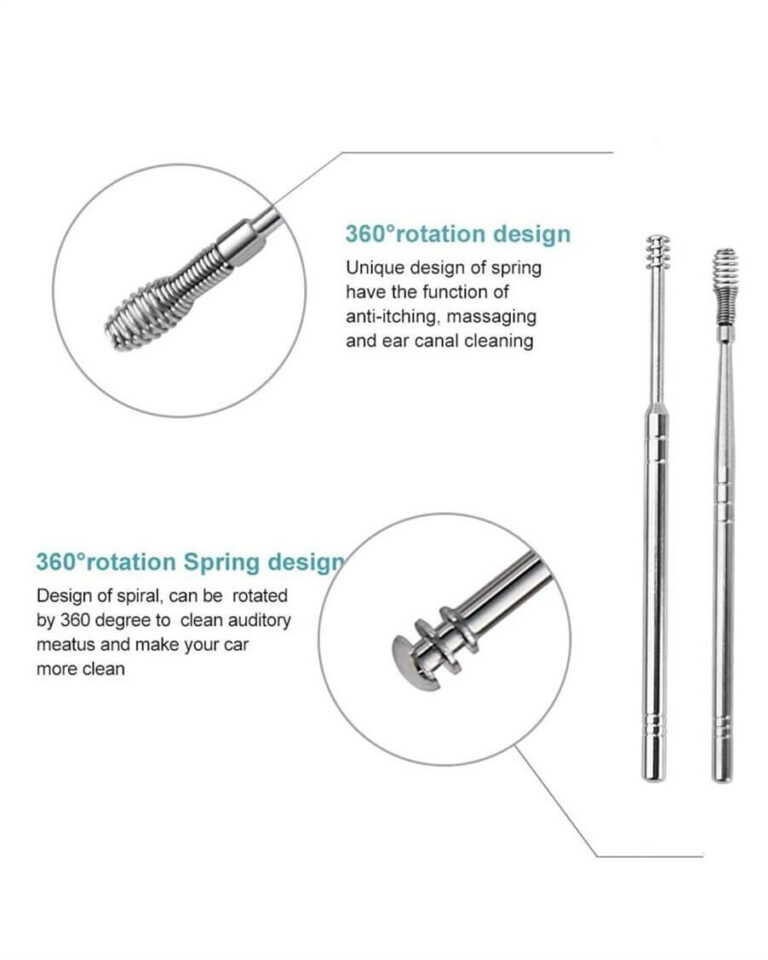 360°rotation design
Unique design of spring
have the function of
anti-itching, massaging
and ear canal cleaning
360°rotation Spring design
Design of spiral, can be rotated
by 360 degree to clean auditory
meatus and make your car
more clean